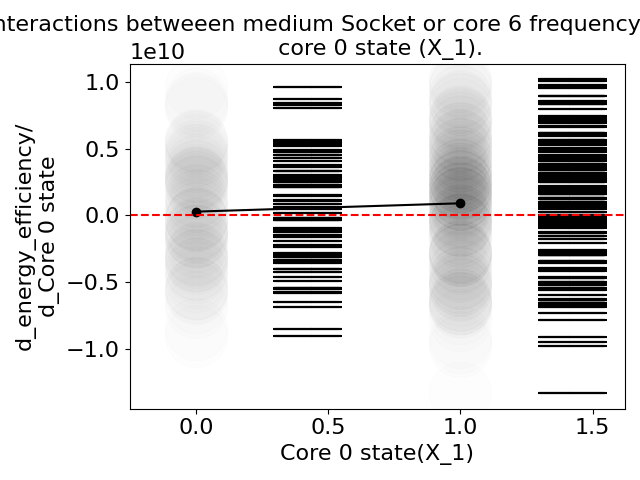 nteractions betweeen medium Socket or core 6 frequency
core 0 state (X_1).
1e10
1.0
0.5
0.0
−0.5
−1.0
d_energy_efficiency/
d_Core 0 state
0.0 0.5 1.0 1.5
Core 0 state(X_1)